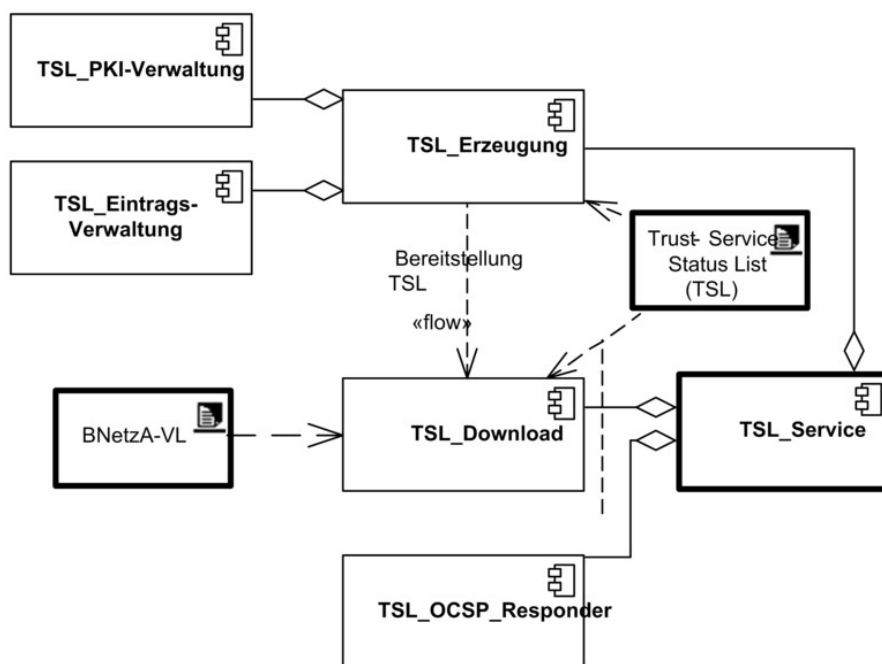 TSL_PKI-Verwaltung
TSL_Erzeugung
TSL_Eintrags-
Verwaltung
Trust- Service
Status List
(TSL)
Bereitstellung
TSL
«flow»
BNetzA-VL
TSL_Download
TSL_Service
TSL_OCSP_Responder